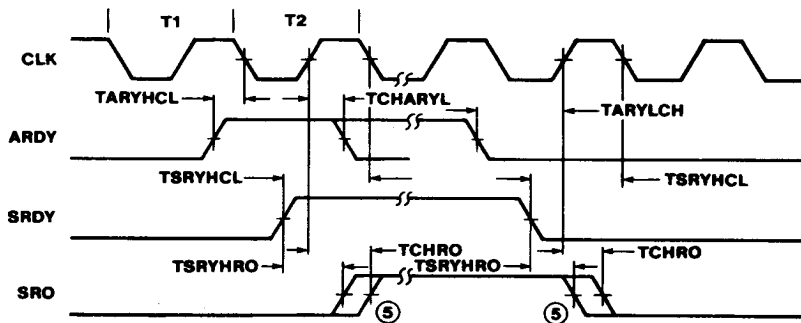 T1 T2
CLK
TARYHCL TCHARYL TARYLCH
ARDY
TSRYHCL TSRYHCL
SRDY
TCHRO TCHRO
TSRYHRO TSRYHRO
SRO
5 5